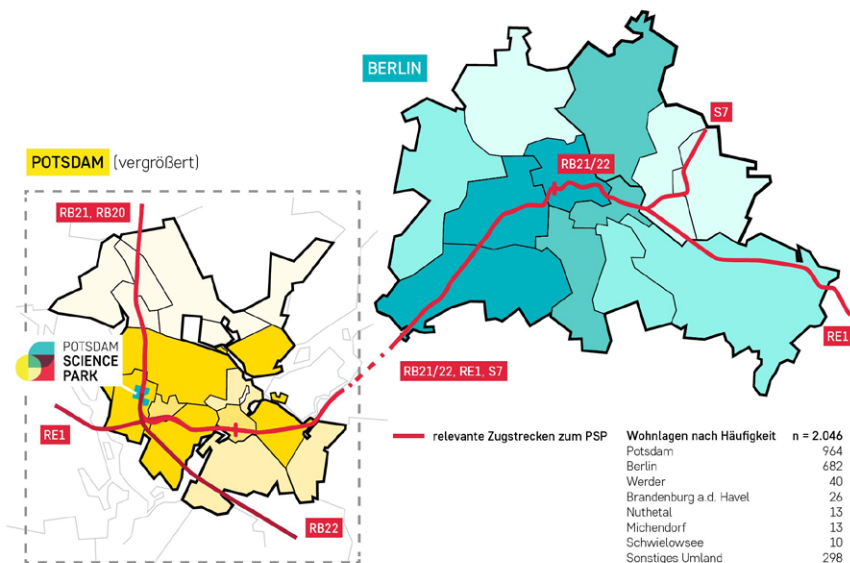 BERLIN
S7
RB21/22
POTSDAM (vergrößert)
RB21, RB20
POTSDAM
SCIENCE
PARK
RE1
RB21/22, RE1, S7
RE1
RB22
relevante Zugstrecken zum PSP
Wohnlagen nach Häufigkeit n = 2.046
Potsdam 964
Berlin 682
Werder 40
Brandenburg a.d. Havel 26
Nuthetal 13
Michendorf 13
Schwielowsee 10
Sonstiges Umland 298